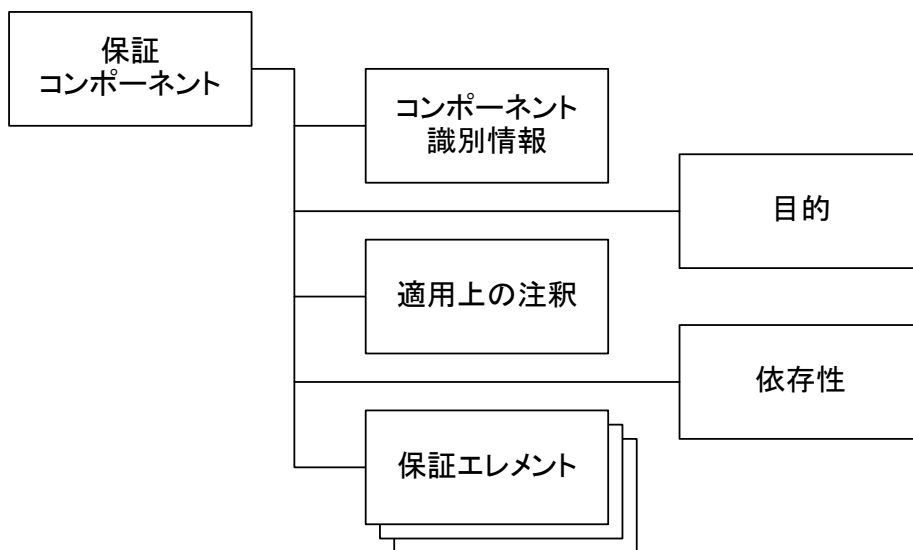 保証
コンポーネント
コンポーネント
識別情報
目的
適用上の注釈
依存性
保証エレメント